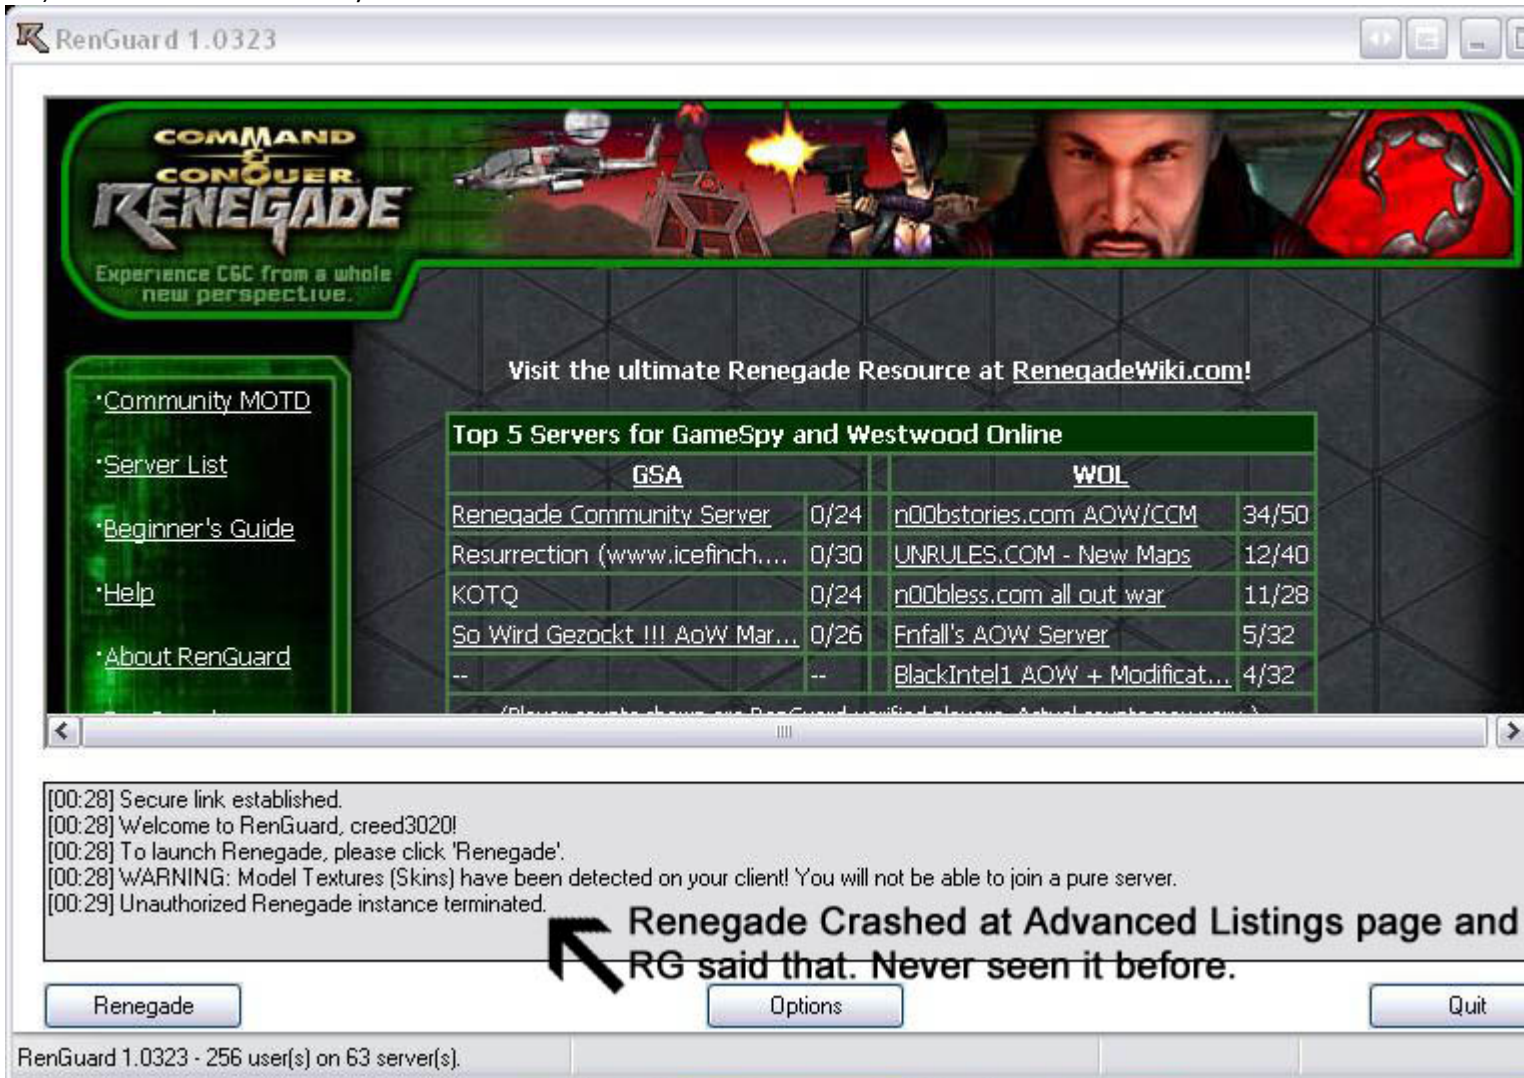 RenGuard 1.0323
COMMAND
&
CONQUER
RENEGADE
Experience C&C from a whole
new perspective.
Visit the ultimate Renegade Resource at RenegadeWiki.com!
·Community MOTD
·Server List
·Beginner's Guide
·Help
·About RenGuard
Top 5 Servers for GameSpy and Westwood Online
GSA WOL
Renegade Community Server 0/24 n00bstories.com AOW/CCM 34/50
Resurrection (www.icefinch.... 0/30 UNRULES.COM - New Maps 12/40
KOTQ 0/24 n00bless.com all out war 11/28
So Wird Gezockt !!! AoW Mar... 0/26 Fnfall's AOW Server 5/32
-- -- BlackIntel1 AOW + Modificat... 4/32
[00:28] Secure link established.
[00:28] Welcome to RenGuard, creed3020!
[00:28] To launch Renegade, please click 'Renegade'.
[00:28] WARNING: Model Textures (Skins) have been detected on your client! You will not be able to join a pure server.
[00:29] Unauthorized Renegade instance terminated.
Renegade Crashed at Advanced Listings page and
RG said that. Never seen it before.
Renegade Options Quit
RenGuard 1.0323 - 256 user(s) on 63 server(s).